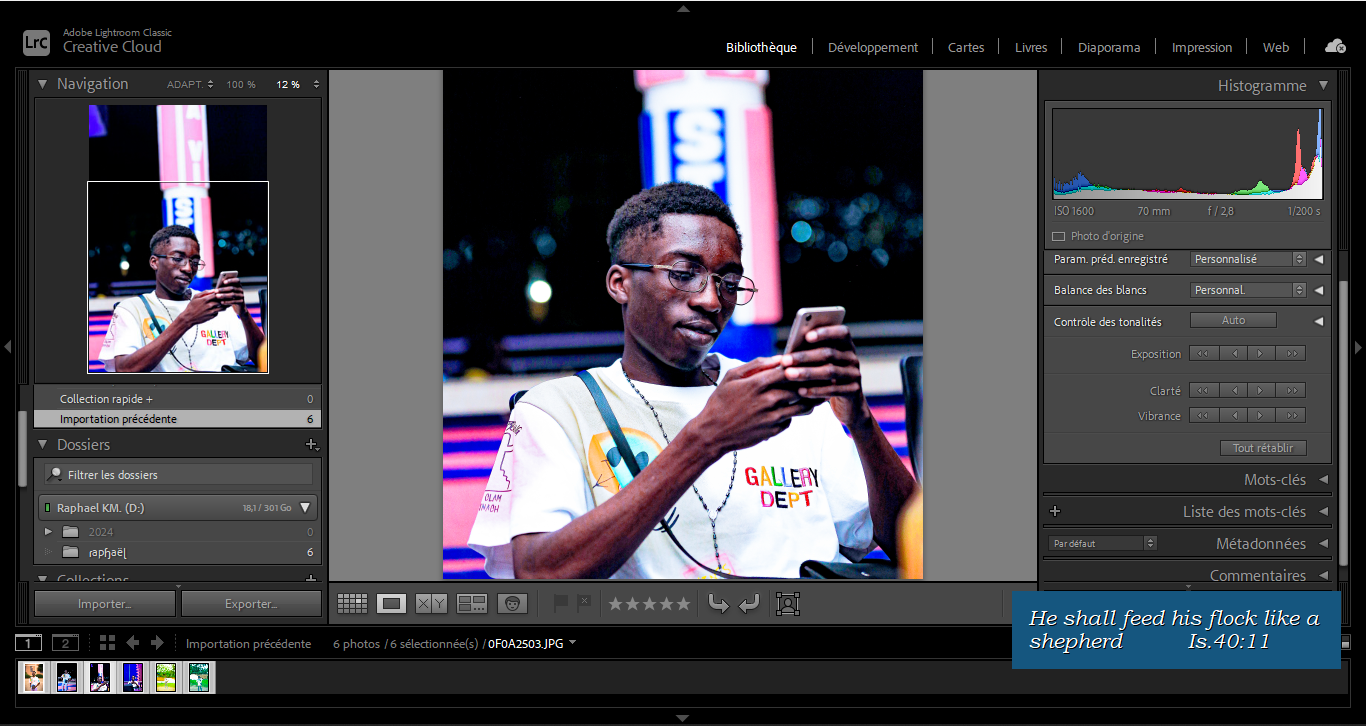 LrC
Adobe Lightroom Classic
Creative Cloud
Bibliothèque
Développement
Cartes
Livres
Diaporama
Impression
Web
Navigation
ADAPT.
100 %
12 %
Histogramme
ISO 1600
70 mm
f / 2,8
1/200 s
Photo d'origine
Param. préd. enregistré
Personnalisé
Balance des blancs
Personnal.
Contrôle des tonalités
Auto
Exposition
Clarté
Vibrance
Tout rétablir
Mots-clés
Liste des mots-clés
Par défaut
Métadonnées
Commentaires
Collection rapide +
0
Importation précédente
6
Dossiers
Filtrer les dossiers
Raphael KM. (D:)
18,1 / 301 Go
2024
0
6
Collections
Importer...
Exporter...
GALLERY
DEPT
X Y
1
2
Importation précédente
6 photos / 6 sélectionnée(s) / 0F0A2503.JPG
He shall feed his flock like a
shepherd Is.40:11